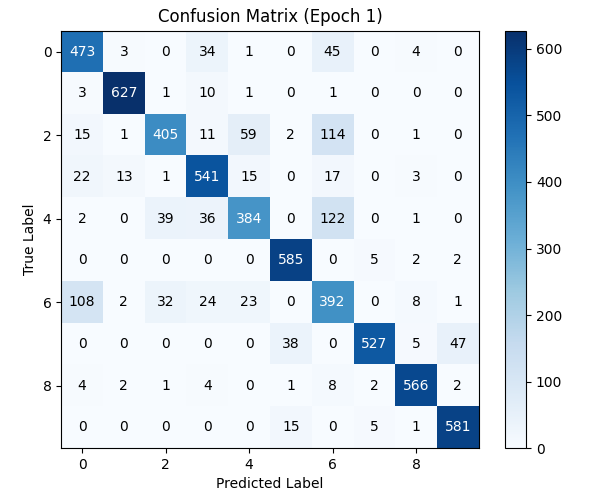 Confusion Matrix (Epoch 1)
0 473 3 0 34 1 0 45 0 4 0
3 627 1 10 1 0 1 0 0 0
2 15 1 405 11 59 2 114 0 1 0
22 13 1 541 15 0 17 0 3 0
4 2 0 39 36 384 0 122 0 1 0
0 0 0 0 0 585 0 5 2 2
6 108 2 32 24 23 0 392 0 8 1
0 0 0 0 0 38 0 527 5 47
8 4 2 1 4 0 1 8 2 566 2
0 0 0 0 0 15 0 5 1 581
0 2 4 6 8
Predicted Label
True Label
600
500
400
300
200
100
0